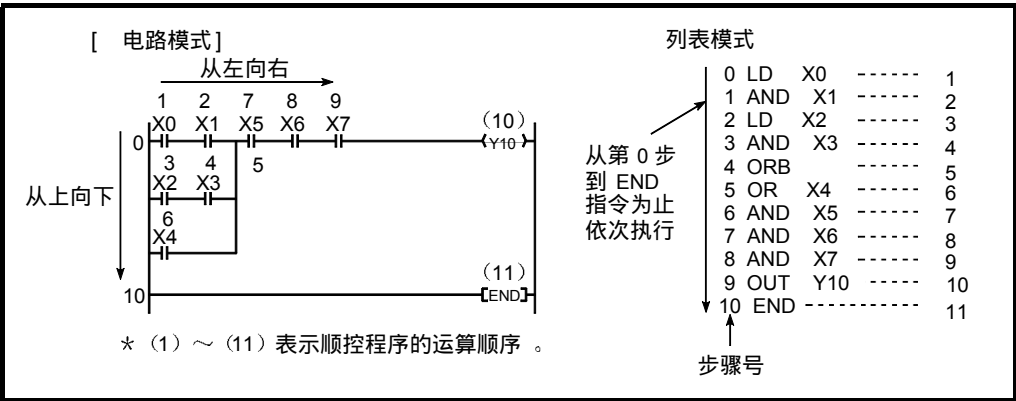 [ 电路模式]
从左向右
1 2 7 8 9
X0 X1 X5 X6 X7 (10)
0 Y10
3 4 5
X2 X3
从上向下
6
X4
(11)
10 END
* (1) ~ (11) 表示顺控程序的运算顺序 。
列表模式
0 LD X0 ------ 1
1 AND X1 ------ 2
2 LD X2 ------ 3
3 AND X3 ------ 4
4 ORB ------ 5
5 OR X4 ------ 6
6 AND X5 ------ 7
7 AND X6 ------ 8
8 AND X7 ------ 9
9 OUT Y10 ----- 10
10 END ----------- 11
从第 0 步
到 END
指令为止
依次执行
步骤号